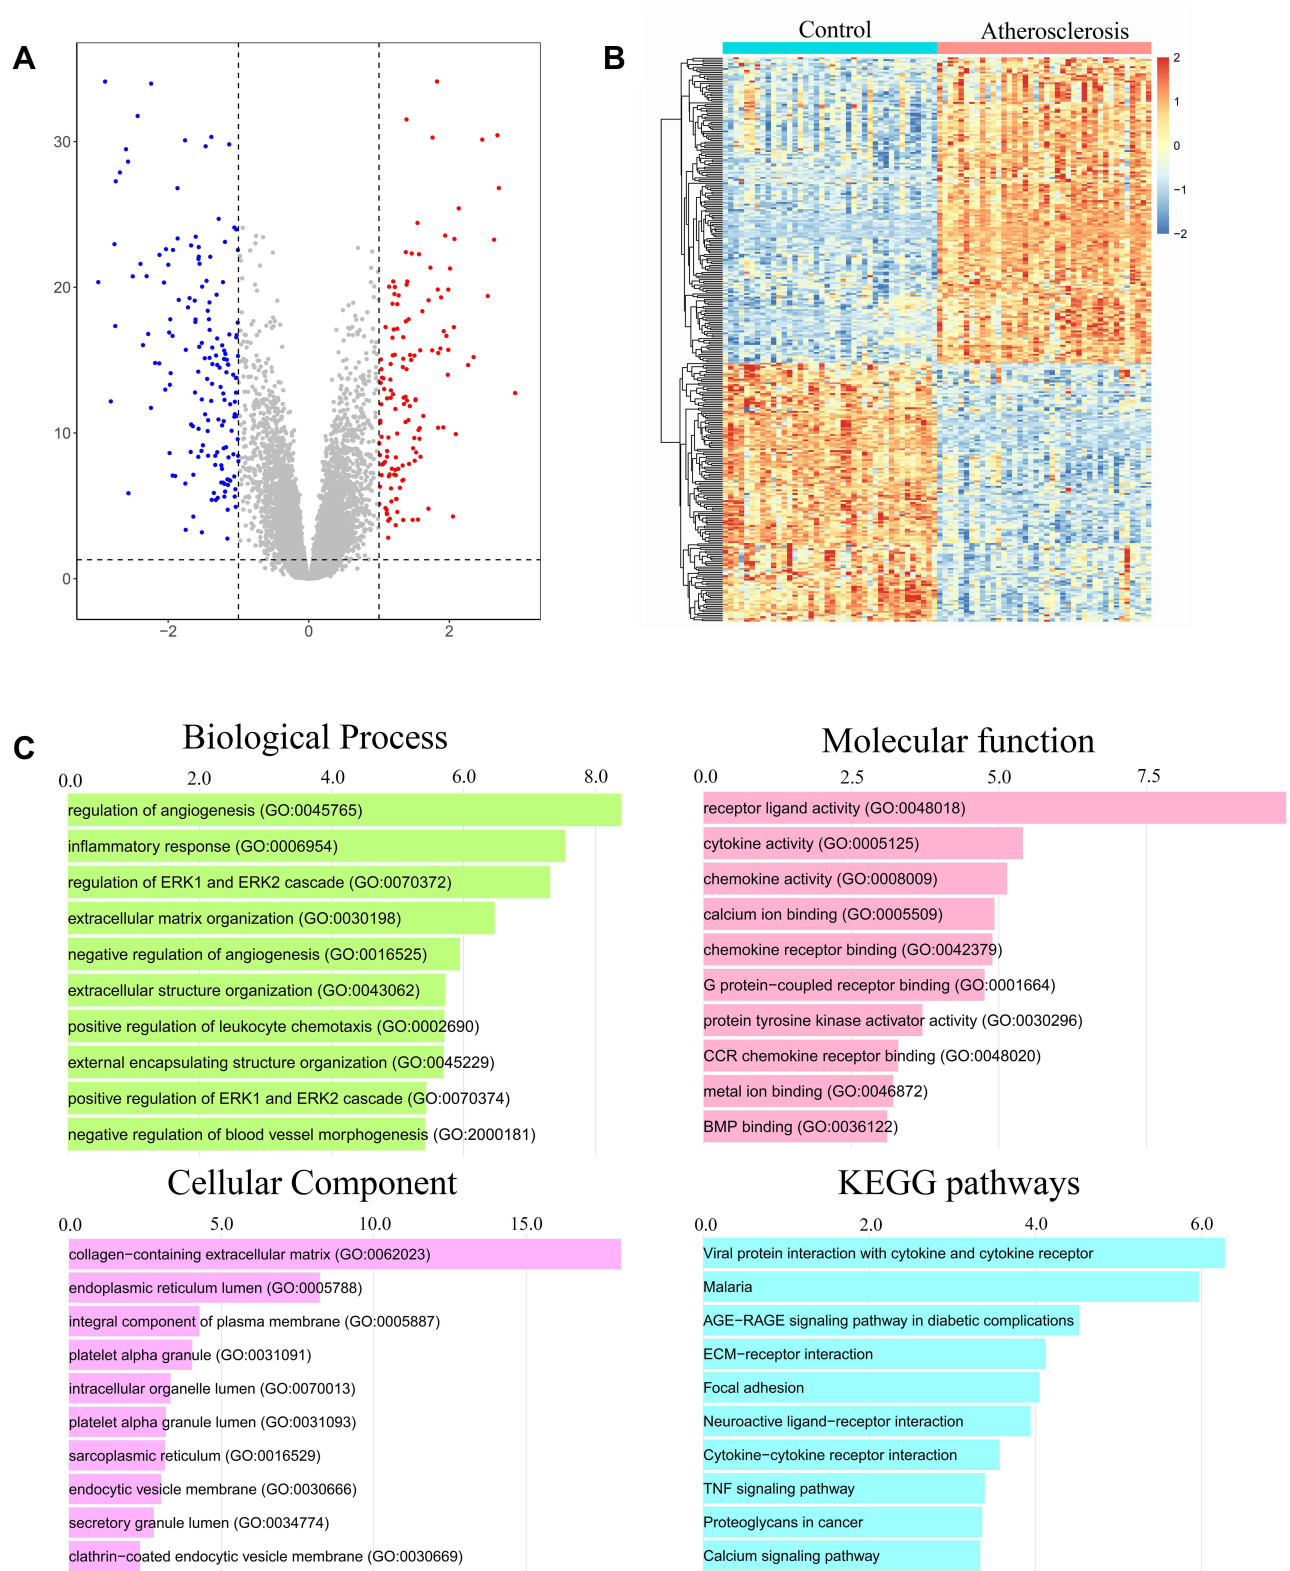 A
30
20
10
0
−2
0
2
B
Control
Atherosclerosis
2
1
0
−1
−2
C
Biological Process
0.0 2.0 4.0 6.0 8.0
regulation of angiogenesis (GO:0045765)
inflammatory response (GO:0006954)
regulation of ERK1 and ERK2 cascade (GO:0070372)
extracellular matrix organization (GO:0030198)
negative regulation of angiogenesis (GO:0016525)
extracellular structure organization (GO:0043062)
positive regulation of leukocyte chemotaxis (GO:0002690)
external encapsulating structure organization (GO:0045229)
positive regulation of ERK1 and ERK2 cascade (GO:0070374)
negative regulation of blood vessel morphogenesis (GO:2000181)
Molecular function
0.0 2.5 5.0 7.5
receptor ligand activity (GO:0048018)
cytokine activity (GO:0005125)
chemokine activity (GO:0008009)
calcium ion binding (GO:0005509)
chemokine receptor binding (GO:0042379)
G protein−coupled receptor binding (GO:0001664)
protein tyrosine kinase activator activity (GO:0030296)
CCR chemokine receptor binding (GO:0048020)
metal ion binding (GO:0046872)
BMP binding (GO:0036122)
Cellular Component
0.0 5.0 10.0 15.0
collagen−containing extracellular matrix (GO:0062023)
endoplasmic reticulum lumen (GO:0005788)
integral component of plasma membrane (GO:0005887)
platelet alpha granule (GO:0031091)
intracellular organelle lumen (GO:0070013)
platelet alpha granule lumen (GO:0031093)
sarcoplasmic reticulum (GO:0016529)
endocytic vesicle membrane (GO:0030666)
secretory granule lumen (GO:0034774)
clathrin−coated endocytic vesicle membrane (GO:0030669)
KEGG pathways
0.0 2.0 4.0 6.0
Viral protein interaction with cytokine and cytokine receptor
Malaria
AGE−RAGE signaling pathway in diabetic complications
ECM−receptor interaction
Focal adhesion
Neuroactive ligand−receptor interaction
Cytokine−cytokine receptor interaction
TNF signaling pathway
Proteoglycans in cancer
Calcium signaling pathway